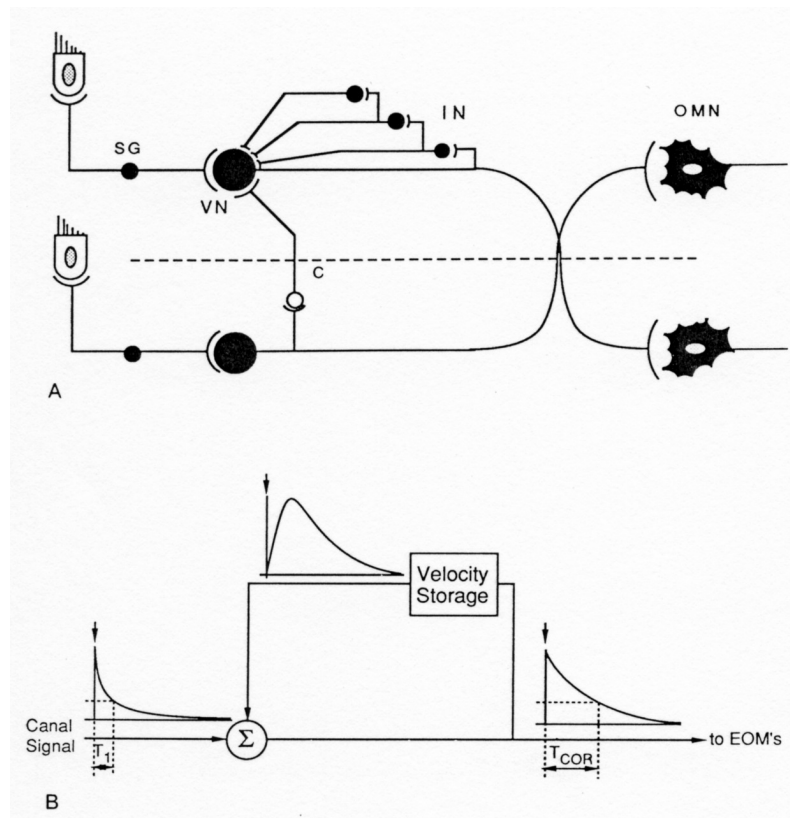 IN
OMN
SG
VN
C
A
Velocity
Storage
Canal
Signal
T1
Σ
TCOR
to EOM's
B